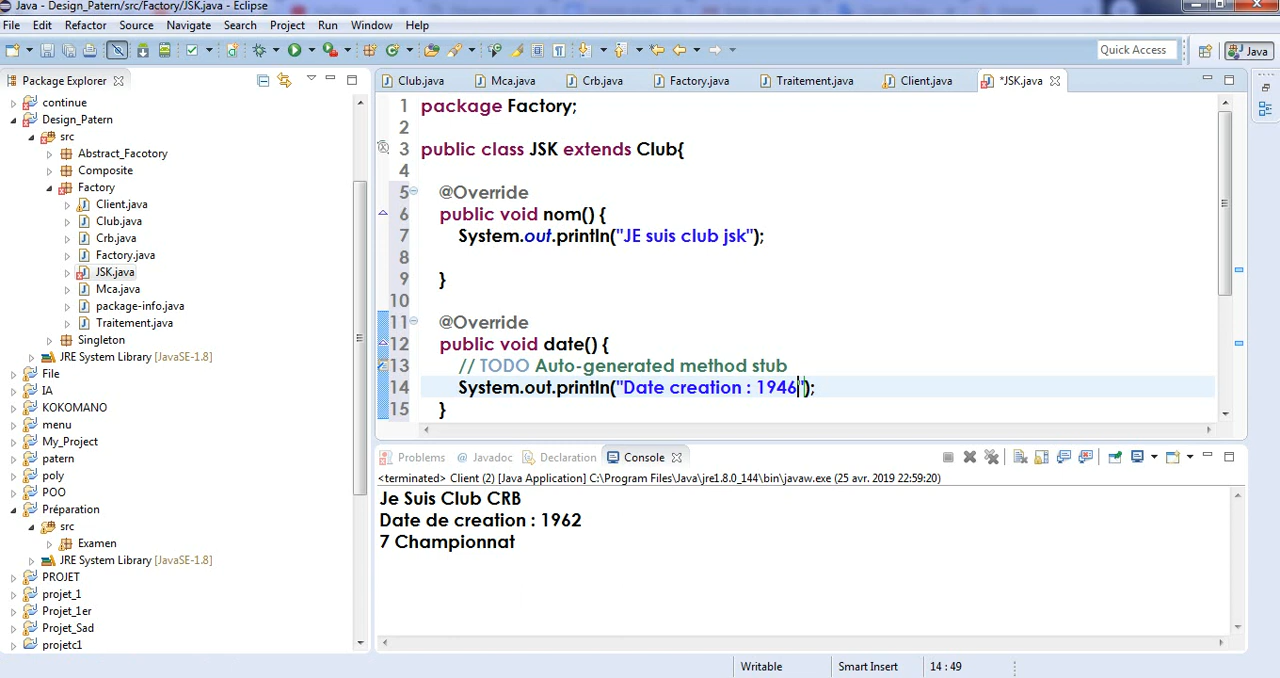 Java - Design_Patern/src/Factory/JSK.java - Eclipse
File Edit Refactor Source Navigate Search Project Run Window Help
Quick Access
Java
Package Explorer
Club.java Mca.java Crb.java Factory.java Traitement.java Client.java *JSK.java
continue
Design_Patern
src
Abstract_Facotory
Composite
Factory
Client.java
Club.java
Crb.java
Factory.java
JSK.java
Mca.java
package-info.java
Traitement.java
Singleton
JRE System Library [JavaSE-1.8]
File
IA
KOKOMANO
menu
My_Project
patern
poly
POO
Préparation
src
Examen
JRE System Library [JavaSE-1.8]
PROJET
projet_1
Projet_1er
Projet_Sad
projetc1
1 package Factory;
2
3 public class JSK extends Club{
4
5 @Override
6 public void nom() {
7 System.out.println("JE suis club jsk");
8
9 }
10
11 @Override
12 public void date() {
13 // TODO Auto-generated method stub
14 System.out.println("Date creation : 1946");
15 }
Problems @ Javadoc Declaration Console
<terminated> Client (2) [Java Application] C:\Program Files\Java\jre1.8.0_144\bin\javaw.exe (25 avr. 2019 22:59:20)
Je Suis Club CRB
Date de creation : 1962
7 Championnat
Writable Smart Insert 14 : 49